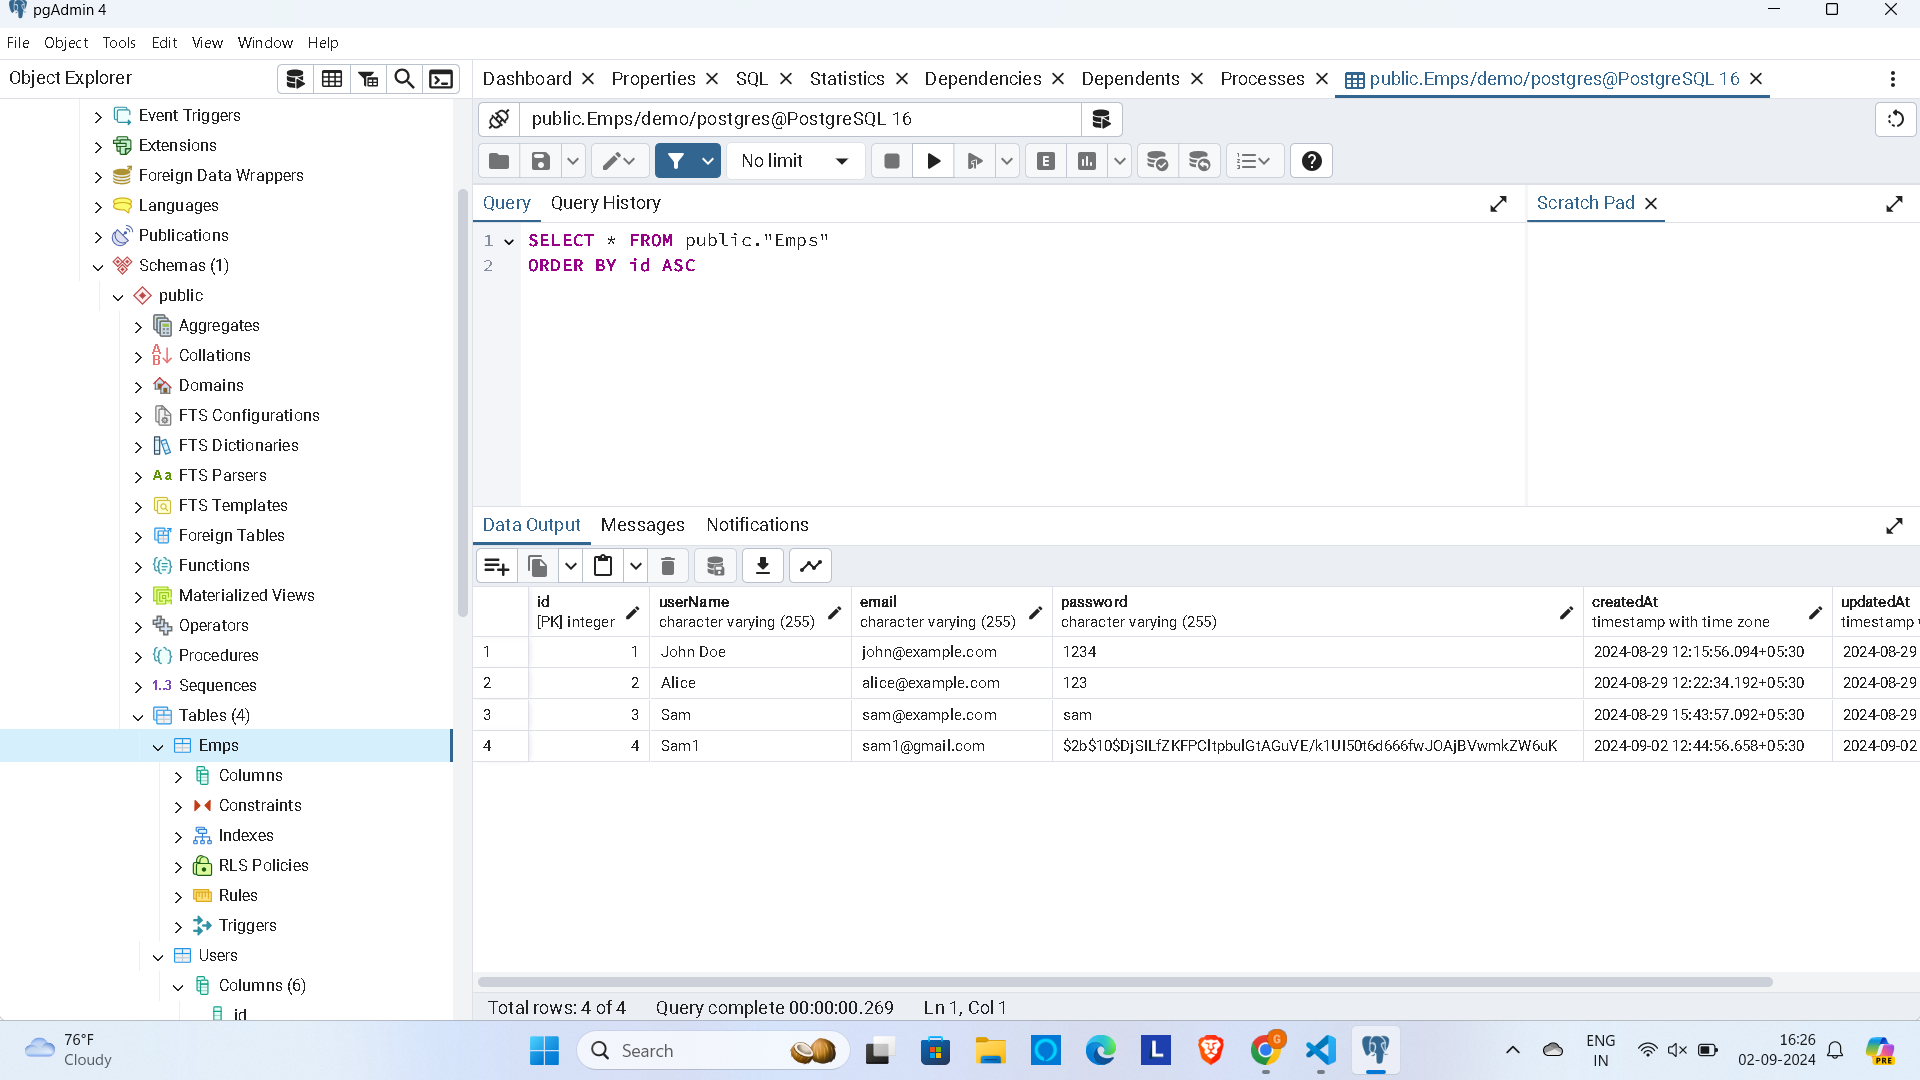 pgAdmin 4
File Object Tools Edit View Window Help
Object Explorer
Dashboard Properties SQL Statistics Dependencies Dependents Processes public.Emps/demo/postgres@PostgreSQL 16
Event Triggers
Extensions
Foreign Data Wrappers
Languages
Publications
Schemas (1)
public
Aggregates
Collations
Domains
FTS Configurations
FTS Dictionaries
Aa FTS Parsers
FTS Templates
Foreign Tables
Functions
Materialized Views
Operators
Procedures
1..3 Sequences
Tables (4)
Emps
Columns
Constraints
Indexes
RLS Policies
Rules
Triggers
Users
Columns (6)
id
public.Emps/demo/postgres@PostgreSQL 16
No limit
E
Query Query History
Scratch Pad
1 SELECT * FROM public."Emps"
2 ORDER BY id ASC
Data Output Messages Notifications
id userName email password createdAt updatedAt
[PK] integer character varying (255) character varying (255) character varying (255) timestamp with time zone timestamp
1 1 John Doe john@example.com 1234 2024-08-29 12:15:56.094+05:30 2024-08-29
2 2 Alice alice@example.com 123 2024-08-29 12:22:34.192+05:30 2024-08-29
3 3 Sam sam@example.com sam 2024-08-29 15:43:57.092+05:30 2024-08-29
4 4 Sam1 sam1@gmail.com $2b$10$DjSILfZKFPCltpbulGtAGuVE/k1UI50t6d666fwJOAjBVwmkZW6uK 2024-09-02 12:44:56.658+05:30 2024-09-02
Total rows: 4 of 4 Query complete 00:00:00.269 Ln 1, Col 1
76°F
Cloudy
Search
L
G
ENG
IN
16:26
02-09-2024
PRE